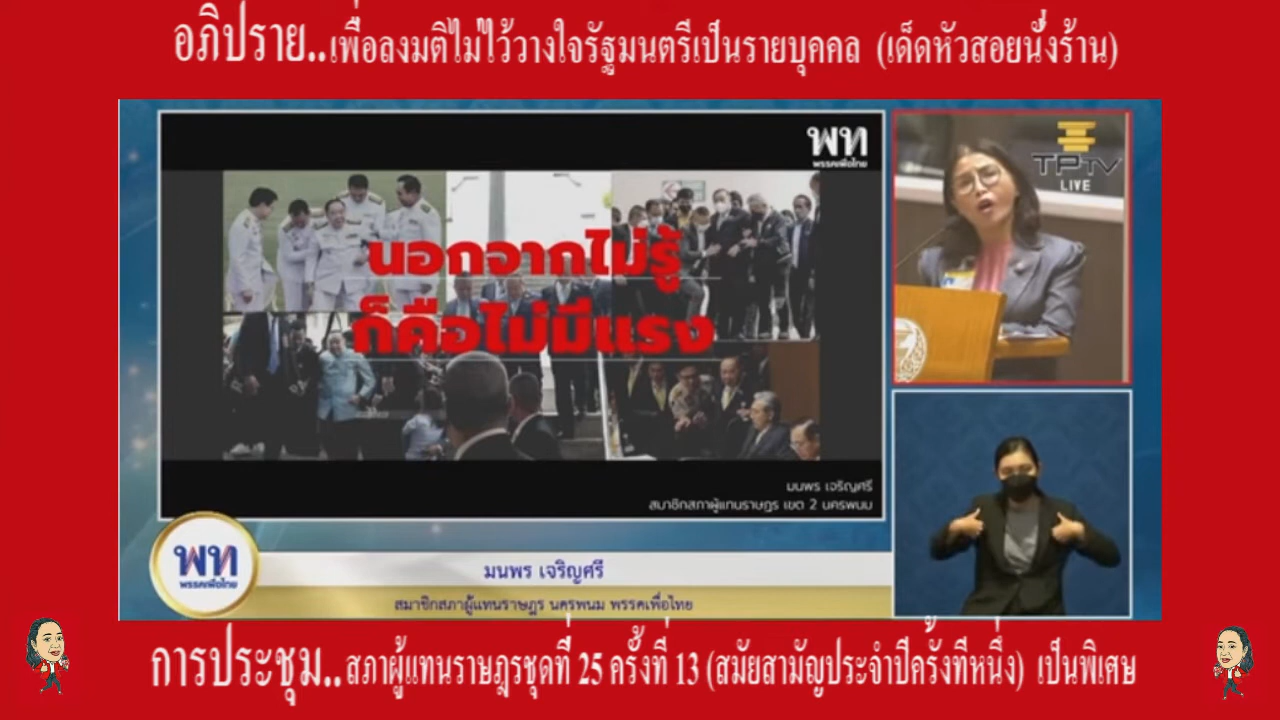 อภิปราย..เพื่อลงมติไม่ไว้วางใจรัฐมนตรีเป็นรายบุคคล (เด็ดหัวสอยนั่งร้าน)
พท
พรรคเพื่อไทย
TPTV
LIVE
นอกจากไม่รู้
ก็คือไม่มีแรง
มนพร เจริญศรี
สมาชิกสภาผู้แทนราษฎร เขต 2 นครพนม
พท
พรรคเพื่อไทย
มนพร เจริญศรี
สมาชิกสภาผู้แทนราษฎร นครพนม พรรคเพื่อไทย
การประชุม..สภาผู้แทนราษฎรชุดที่ 25 ครั้งที่ 13 (สมัยสามัญประจำปีครั้งที่หนึ่ง) เป็นพิเศษ